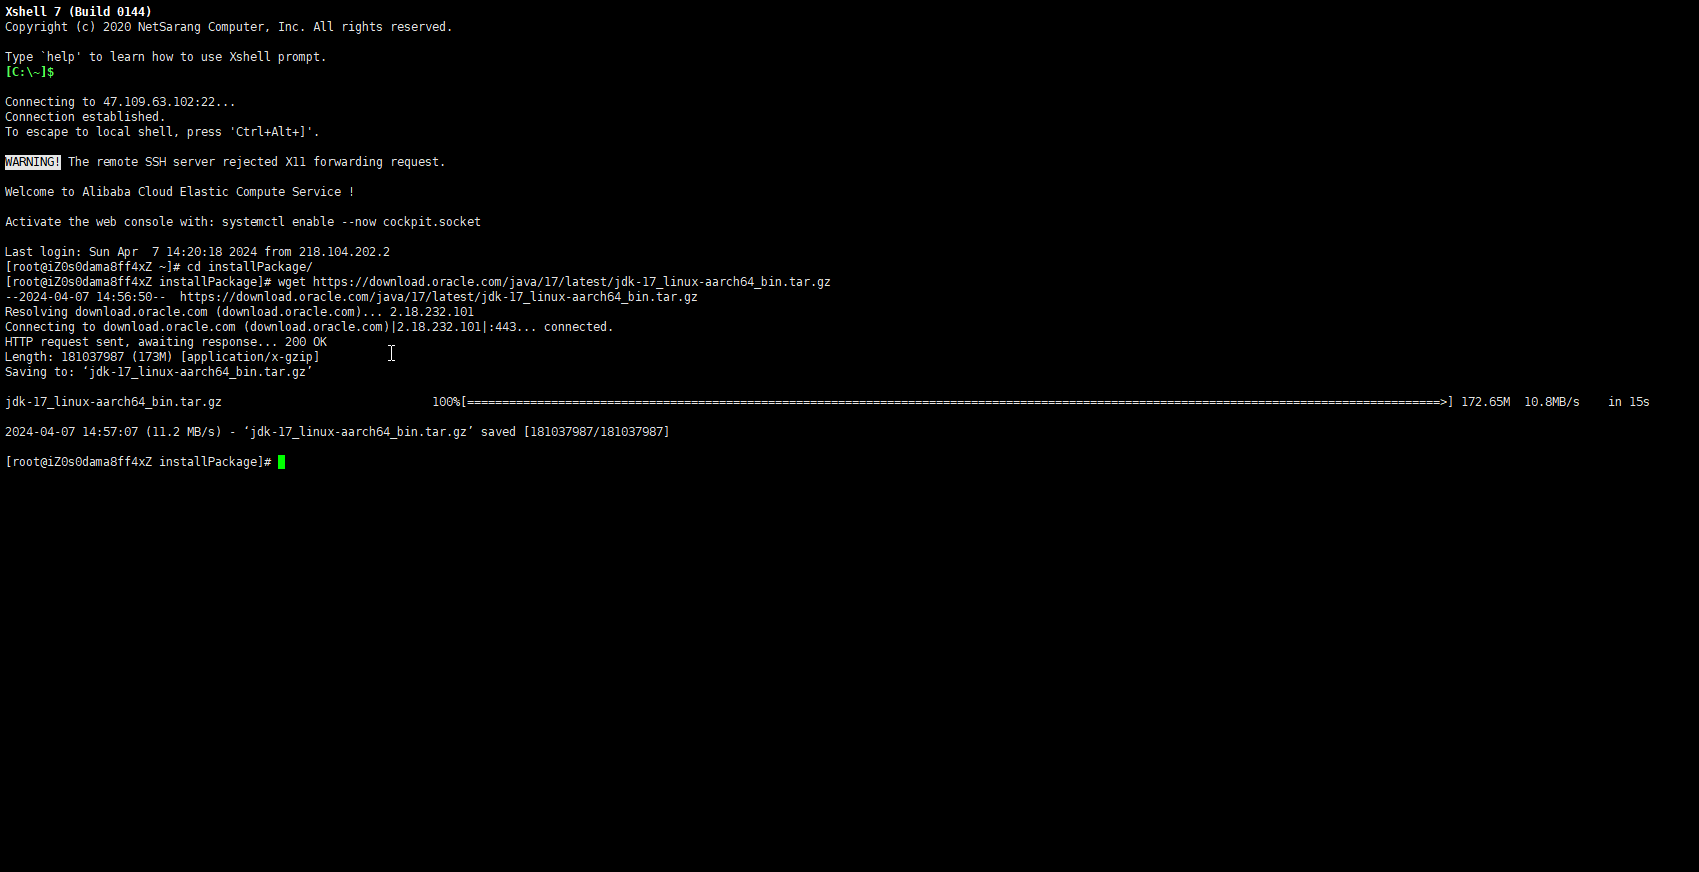 Xshell 7 (Build 0144)
Copyright (c) 2020 NetSarang Computer, Inc. All rights reserved.
Type `help' to learn how to use Xshell prompt.
[C:\~]$
Connecting to 47.109.63.102:22...
Connection established.
To escape to local shell, press 'Ctrl+Alt+]'.
WARNING! The remote SSH server rejected X11 forwarding request.
Welcome to Alibaba Cloud Elastic Compute Service !
Activate the web console with: systemctl enable --now cockpit.socket
Last login: Sun Apr  7 14:20:18 2024 from 218.104.202.2
[root@iZ0s0dama8ff4xZ ~]# cd installPackage/
[root@iZ0s0dama8ff4xZ installPackage]# wget https://download.oracle.com/java/17/latest/jdk-17_linux-aarch64_bin.tar.gz
--2024-04-07 14:56:50--  https://download.oracle.com/java/17/latest/jdk-17_linux-aarch64_bin.tar.gz
Resolving download.oracle.com (download.oracle.com)... 2.18.232.101
Connecting to download.oracle.com (download.oracle.com)|2.18.232.101|:443... connected.
HTTP request sent, awaiting response... 200 OK
Length: 181037987 (173M) [application/x-gzip]
Saving to: ‘jdk-17_linux-aarch64_bin.tar.gz’
jdk-17_linux-aarch64_bin.tar.gz 100%[===========================================================================================================================================>] 172.65M  10.8MB/s    in 15s
2024-04-07 14:57:07 (11.2 MB/s) - ‘jdk-17_linux-aarch64_bin.tar.gz’ saved [181037987/181037987]
[root@iZ0s0dama8ff4xZ installPackage]#